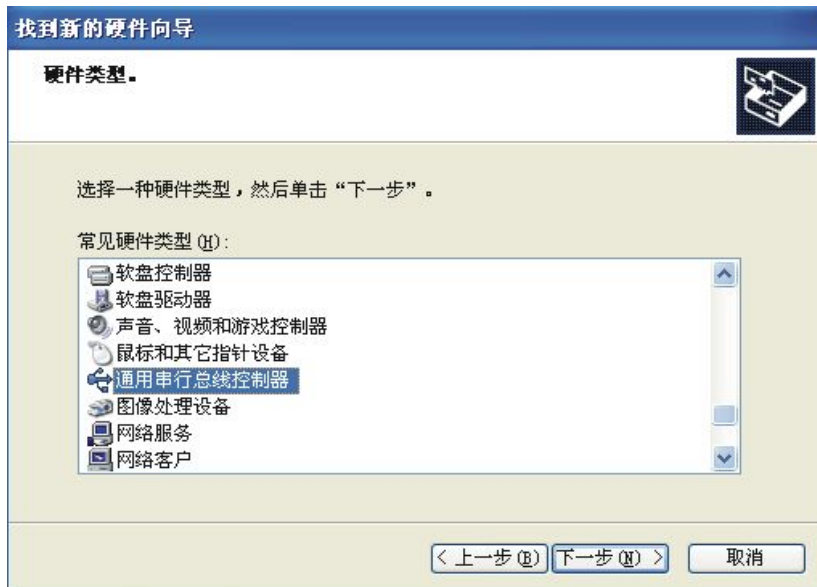 找到新的硬件向导
硬件类型。
选择一种硬件类型，然后单击“下一步”。
常见硬件类型(H):
软盘控制器
软盘驱动器
声音、视频和游戏控制器
鼠标和其它指针设备
通用串行总线控制器
图像处理设备
网络服务
网络客户
< 上一步(B) 下一步(N) > 取消